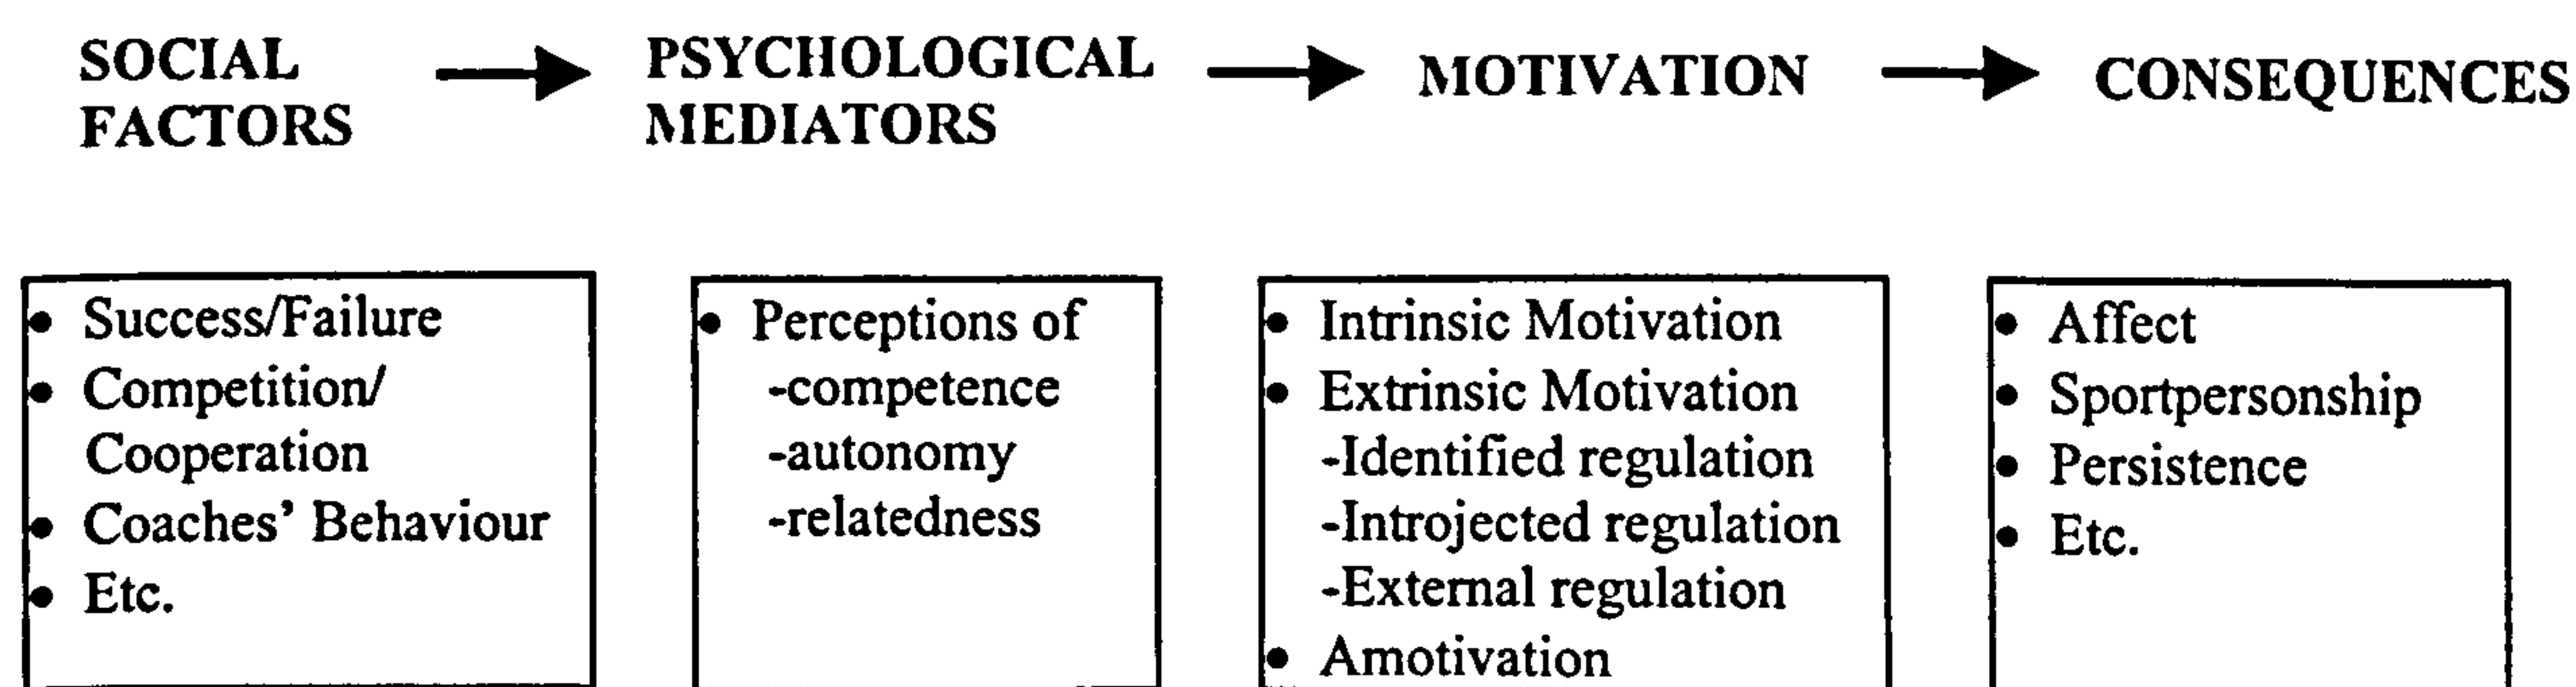 SOCIAL
FACTORS
PSYCHOLOGICAL
MEDIATORS
MOTIVATION
CONSEQUENCES
• Success/Failure
• Competition/
Cooperation
• Coaches’ Behaviour
• Etc.
• Perceptions of
-competence
-autonomy
-relatedness
• Intrinsic Motivation
• Extrinsic Motivation
-Identified regulation
-Introjected regulation
-External regulation
• Amotivation
• Affect
• Sportpersonship
• Persistence
• Etc.